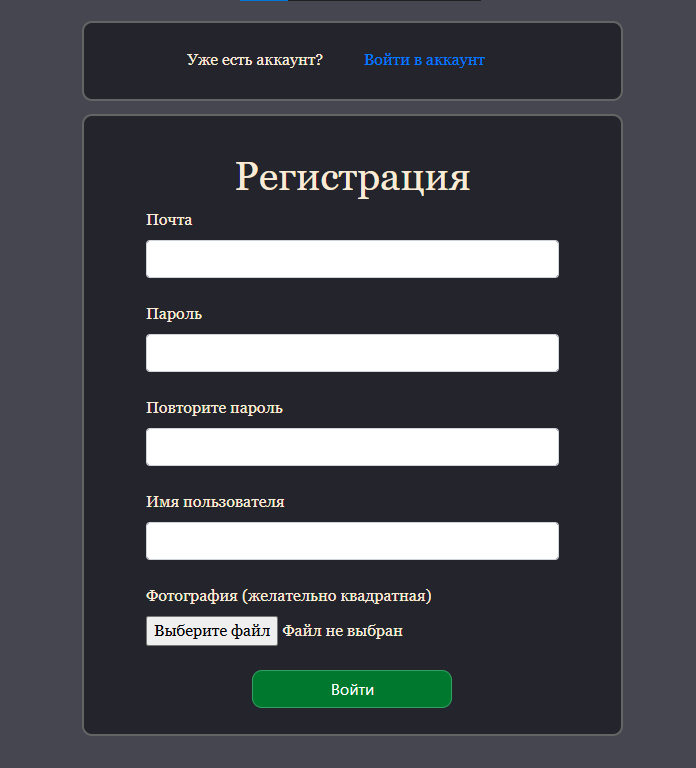 Уже есть аккаунт? Войти в аккаунт
Регистрация
Почта
Пароль
Повторите пароль
Имя пользователя
Фотография (желательно квадратная)
Выберите файл Файл не выбран
Войти